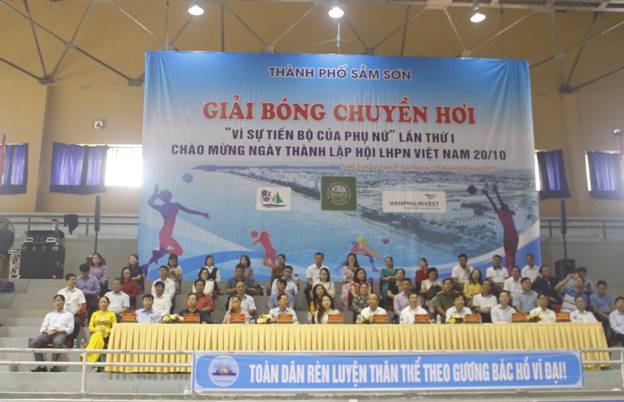 THÀNH PHỐ SẦM SƠN
GIẢI BÓNG CHUYỀN HƠI
"VÌ SỰ TIẾN BỘ CỦA PHỤ NỮ" LẦN THỨ I
CHÀO MỪNG NGÀY THÀNH LẬP HỘI LHPN VIỆT NAM 20/10
VANPHU.INVEST
TOÀN DÂN RÈN LUYỆN THÂN THỂ THEO GƯƠNG BÁC HỒ VĨ ĐẠI!